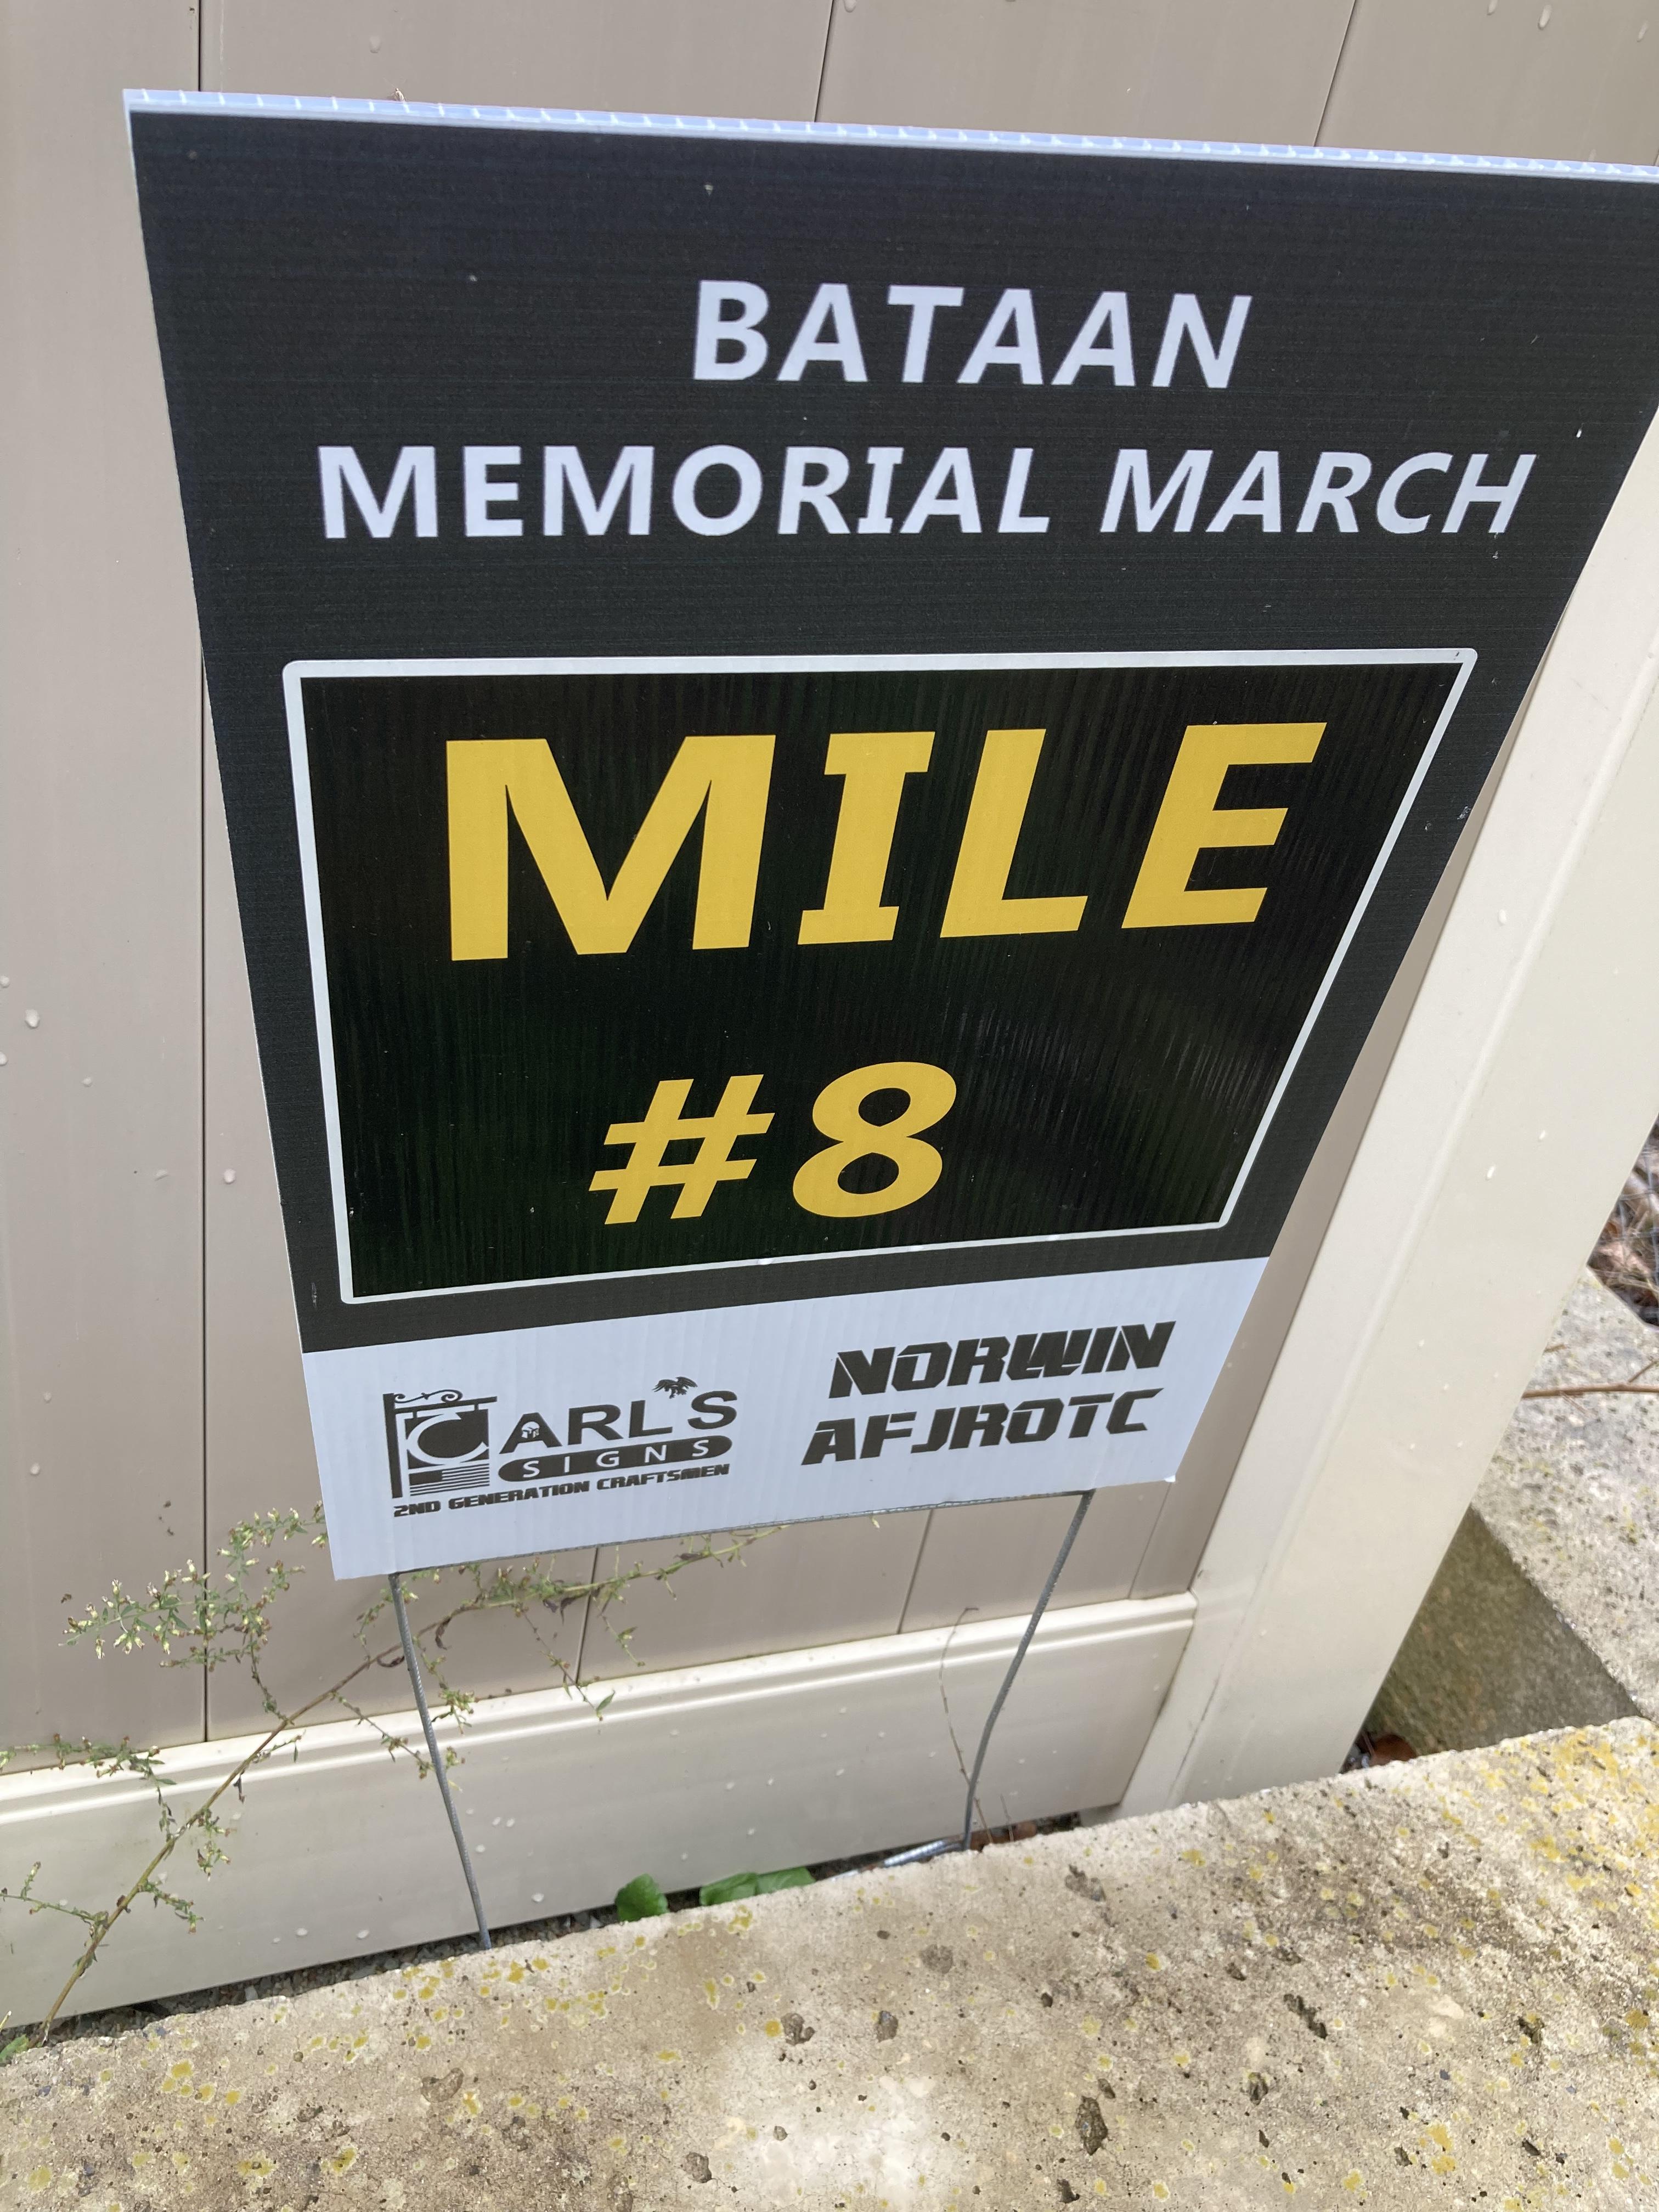 BATAAN
MEMORIAL MARCH
MILE
#8
CARL'S
SIGNS
2ND GENERATION CRAFTSMEN
NORWIN
AFJROTC